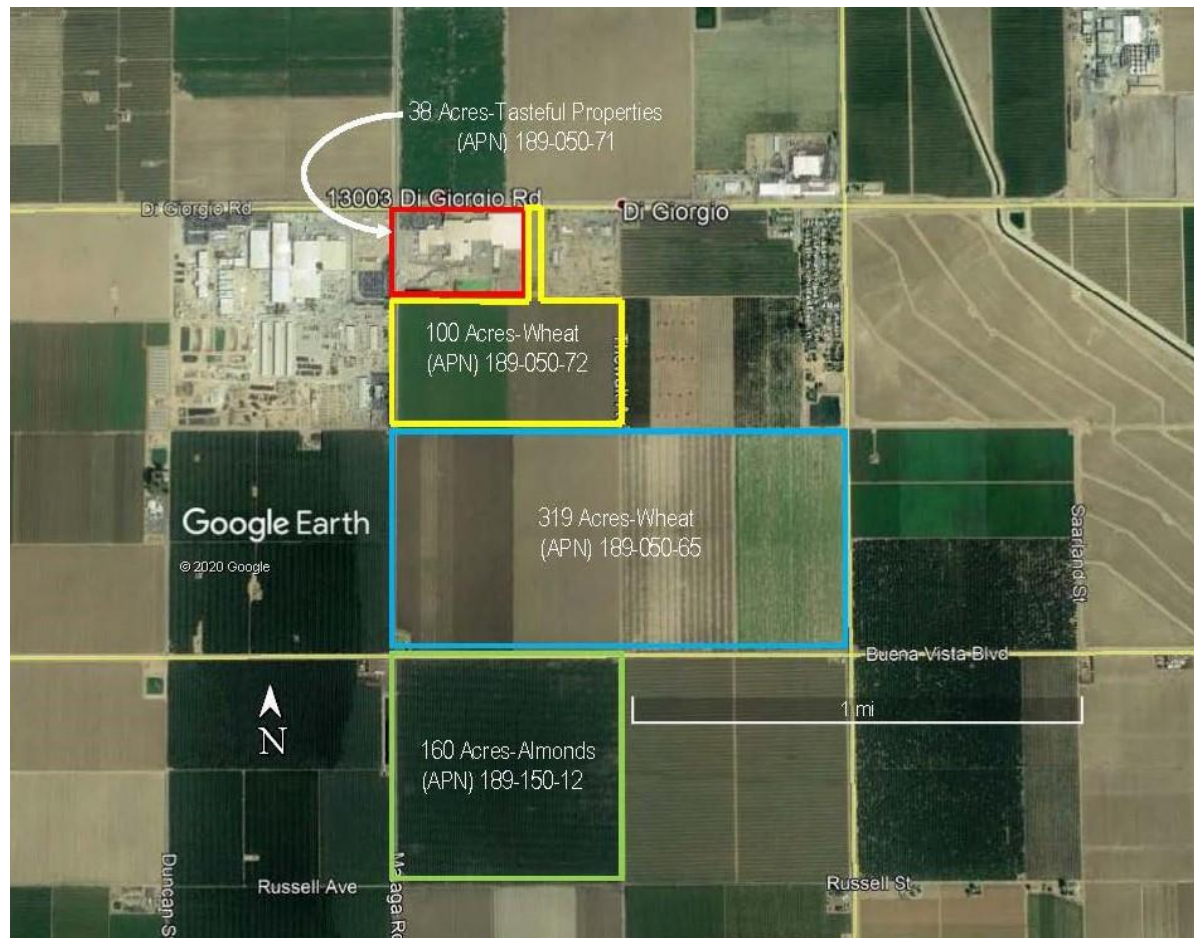 38 Acres-Tasteful Properties
(APN) 189-050-71
13003 Di Giorgio Rd
Di Giorgio Rd
Di Giorgio
100 Acres-Wheat
(APN) 189-050-72
319 Acres-Wheat
(APN) 189-050-65
Google Earth
© 2020 Google
Saarland St
Buena Vista Blvd
1 mi
N
160 Acres-Almonds
(APN) 189-150-12
Duncan S
Russell Ave
Malaga Rd
Russell St